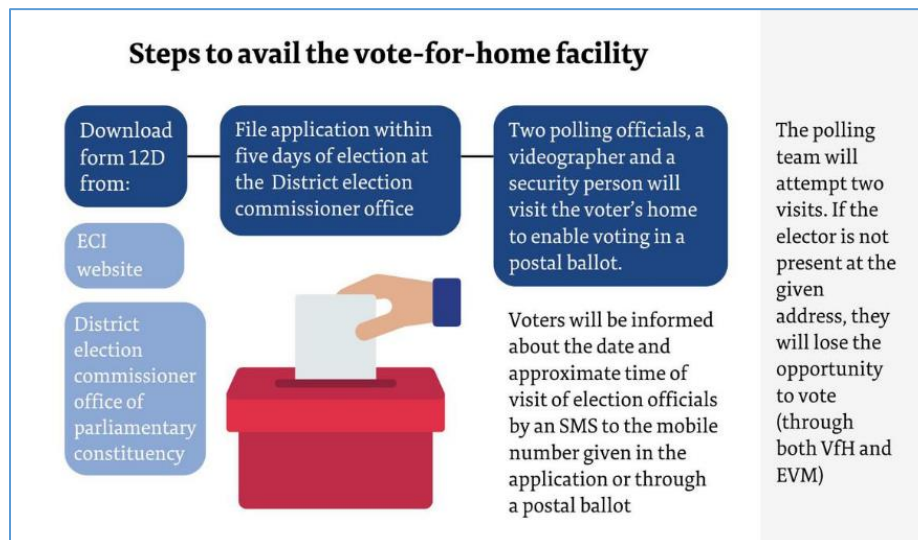 Steps to avail the vote-for-home facility
Download
form 12D
from:
ECI
website
District
election
commissioner
office of
parliamentary
constituency
File application within
five days of election at
the District election
commissioner office
Two polling officials, a
videographer and a
security person will
visit the voter's home
to enable voting in a
postal ballot.
Voters will be informed
about the date and
approximate time of
visit of election officials
by an SMS to the mobile
number given in the
application or through
a postal ballot
The polling
team will
attempt two
visits. If the
elector is not
present at the
given
address, they
will lose the
opportunity
to vote
(through
both VfH and
EVM)